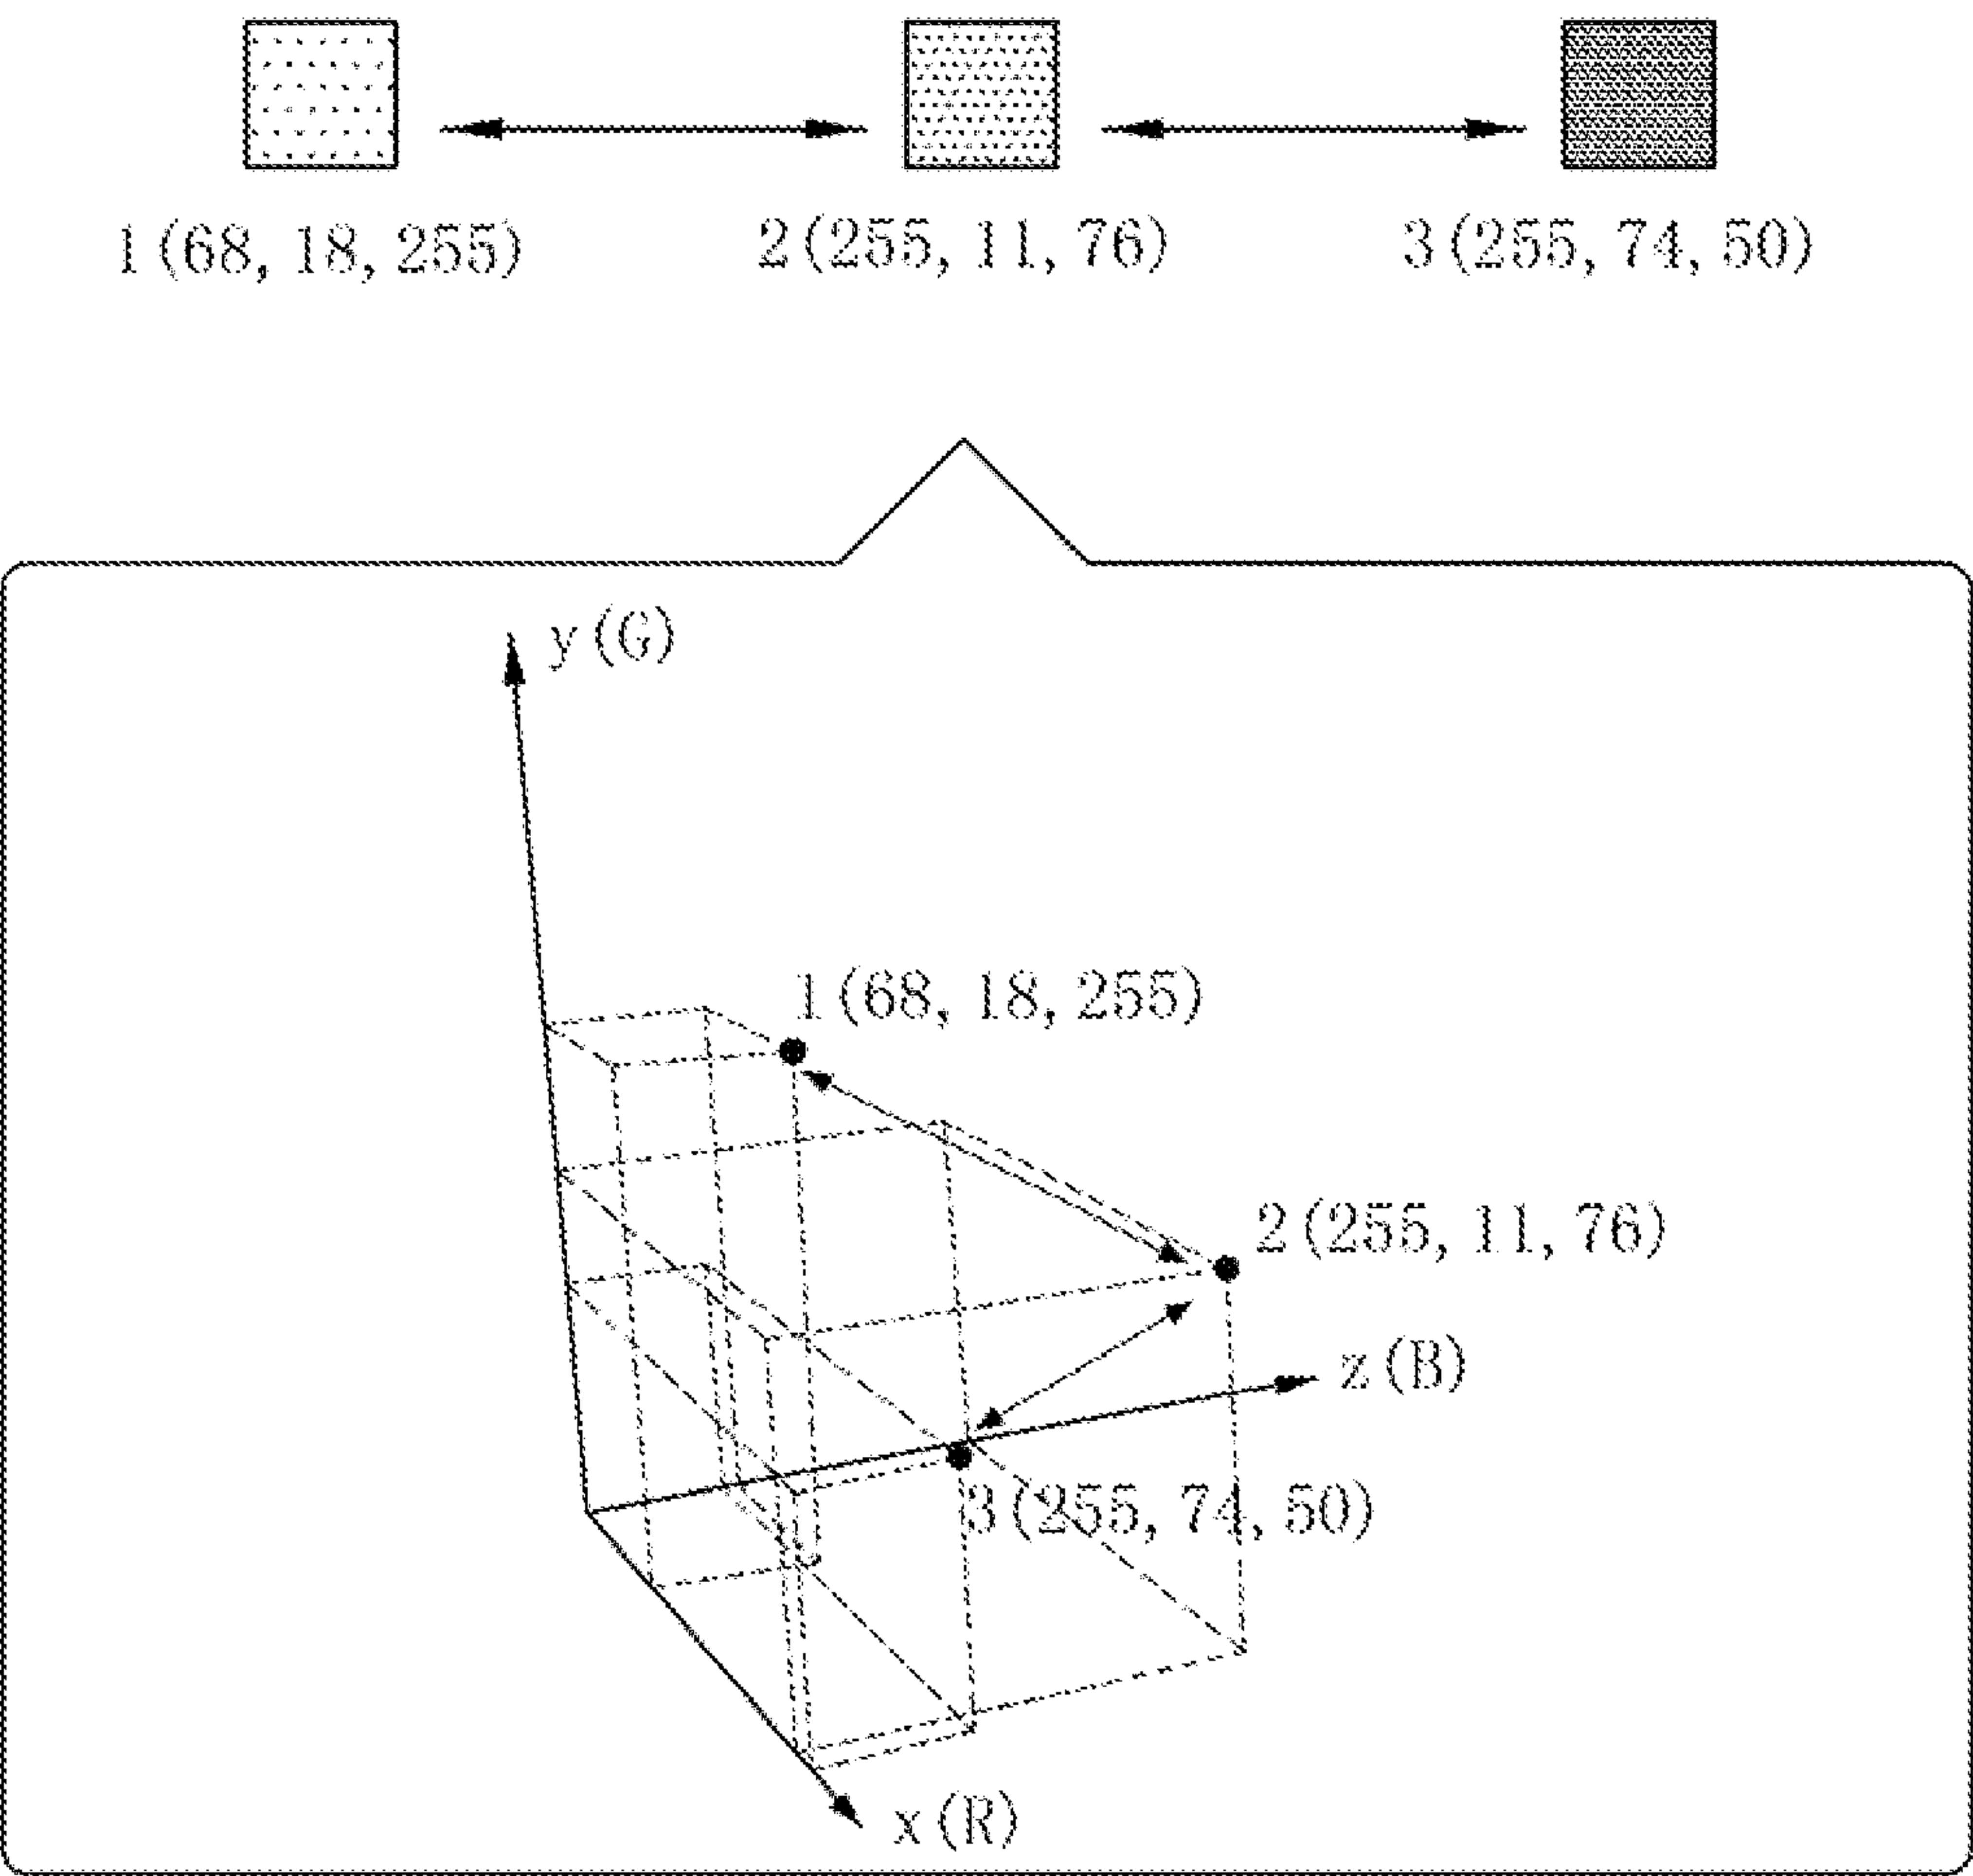 1(68, 18, 255) 2(255, 11, 76) 3(255, 74, 50)
y(G)
1(68, 18, 255)
2(255, 11, 76)
z(B)
3(255, 74, 50)
x(R)